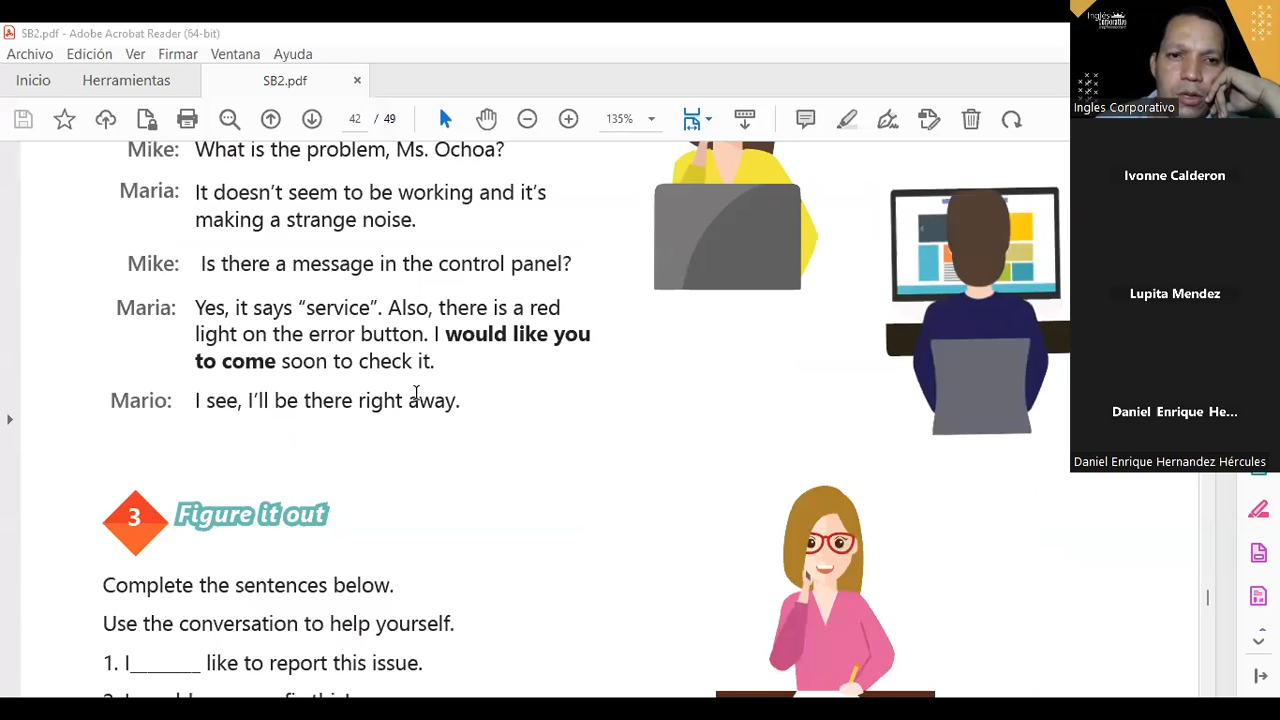 SB2.pdf - Adobe Acrobat Reader (64-bit)
Archivo Edición Ver Firmar Ventana Ayuda
Inicio Herramientas SB2.pdf ×
42 / 49 135%
Mike: What is the problem, Ms. Ochoa?
Maria: It doesn't seem to be working and it's
making a strange noise.
Mike: Is there a message in the control panel?
Maria: Yes, it says “service”. Also, there is a red
light on the error button. I would like you
to come soon to check it.
Mario: I see, I'll be there right away.
3 Figure it out
Complete the sentences below.
Use the conversation to help yourself.
1. I_______ like to report this issue.
Inglés
Corporativo
Ingles Corporativo
Ivonne Calderon
Lupita Mendez
Daniel Enrique He...
Daniel Enrique Hernandez Hércules